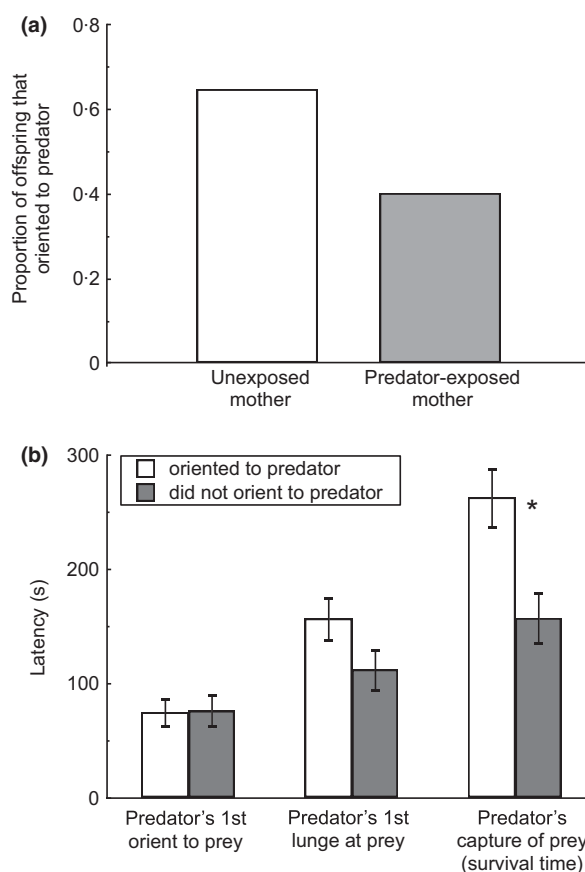 (a)
Proportion of offspring that
oriented to predator
0·8
0·6
0·4
0·2
0
Unexposed
mother
Predator-exposed
mother
(b)
oriented to predator
did not orient to predator
Latency (s)
300
200
100
0
*
Predator's 1st
orient to prey
Predator's 1st
lunge at prey
Predator's
capture of prey
(survival time)